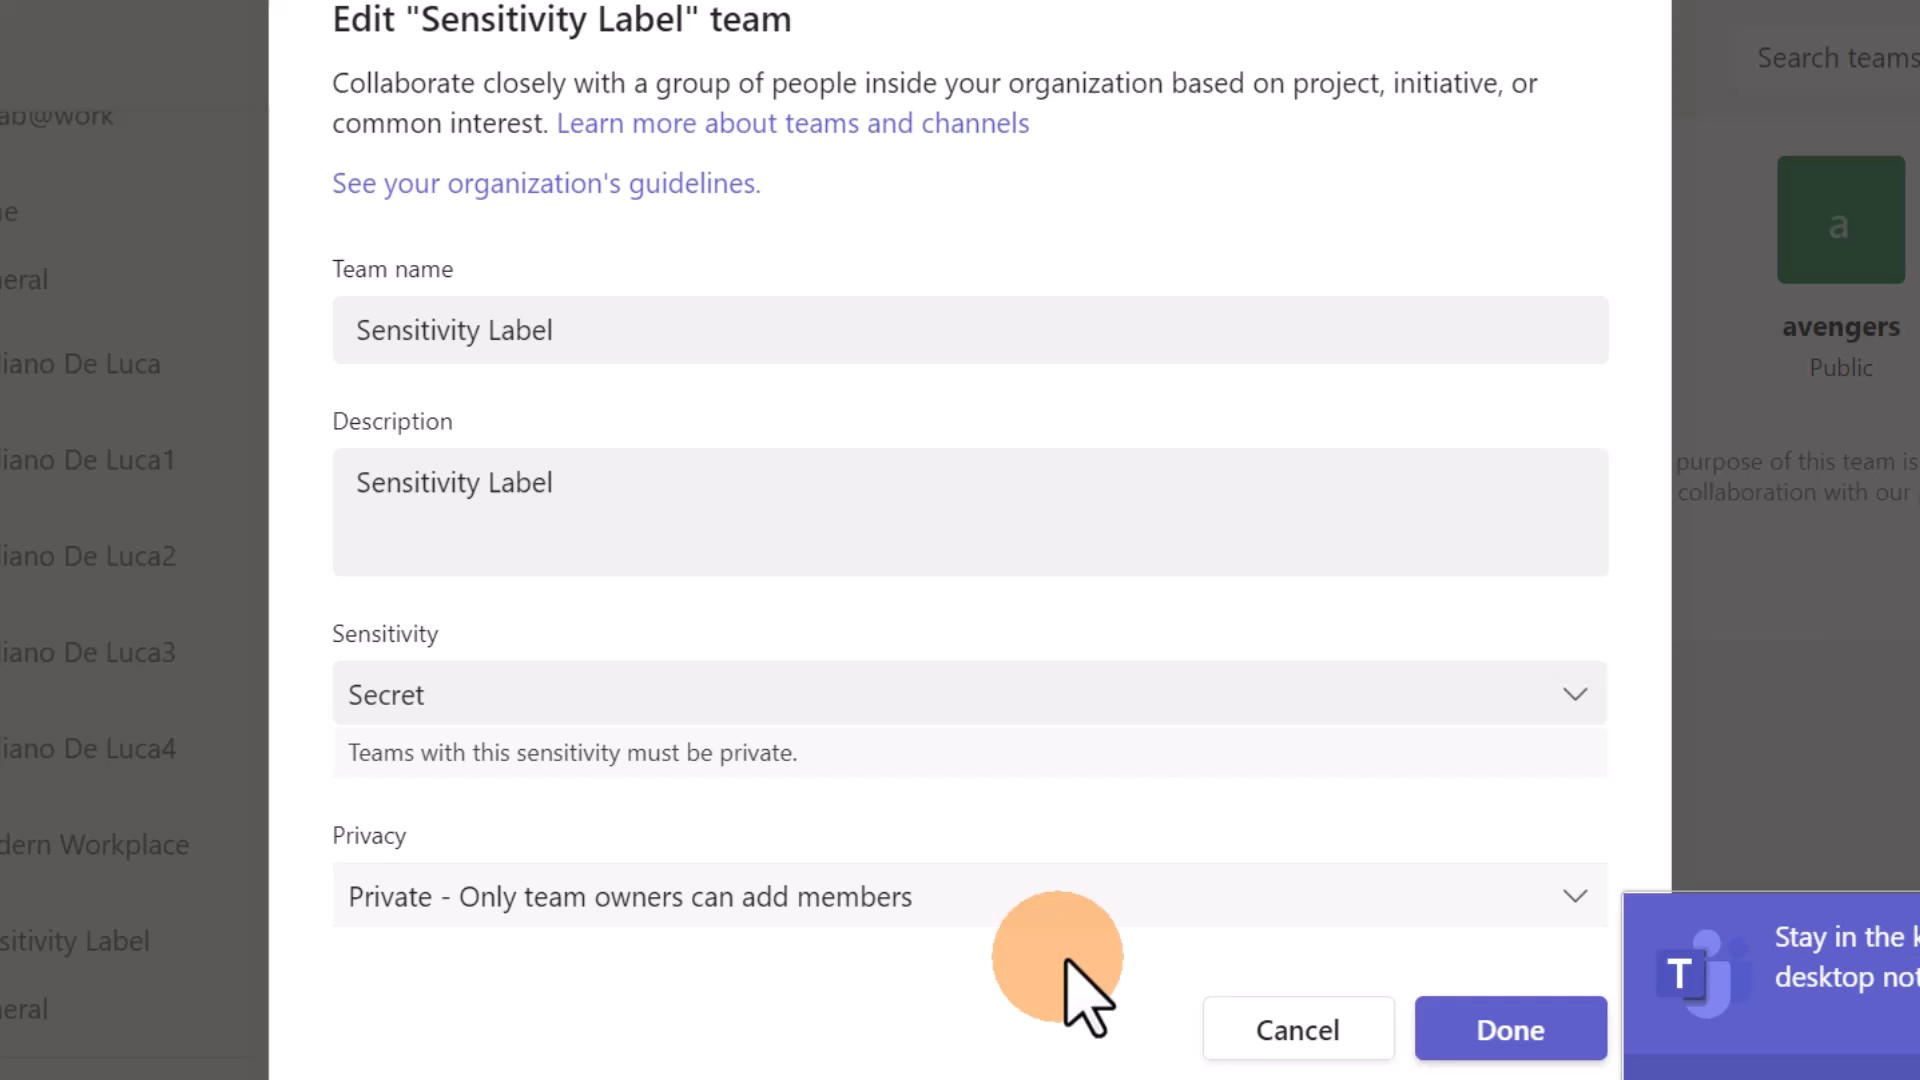 Edit "Sensitivity Label" team
Collaborate closely with a group of people inside your organization based on project, initiative, or
common interest. Learn more about teams and channels
See your organization's guidelines.
Team name
Sensitivity Label
Description
Sensitivity Label
Sensitivity
Secret
Teams with this sensitivity must be private.
Privacy
Private - Only team owners can add members
Cancel
Done
ab@work
eral
iano De Luca
iano De Luca1
iano De Luca2
iano De Luca3
iano De Luca4
dern Workplace
sitivity Label
eral
Search teams
a
avengers
Public
purpose of this team is
collaboration with our
T
Stay in the
desktop not